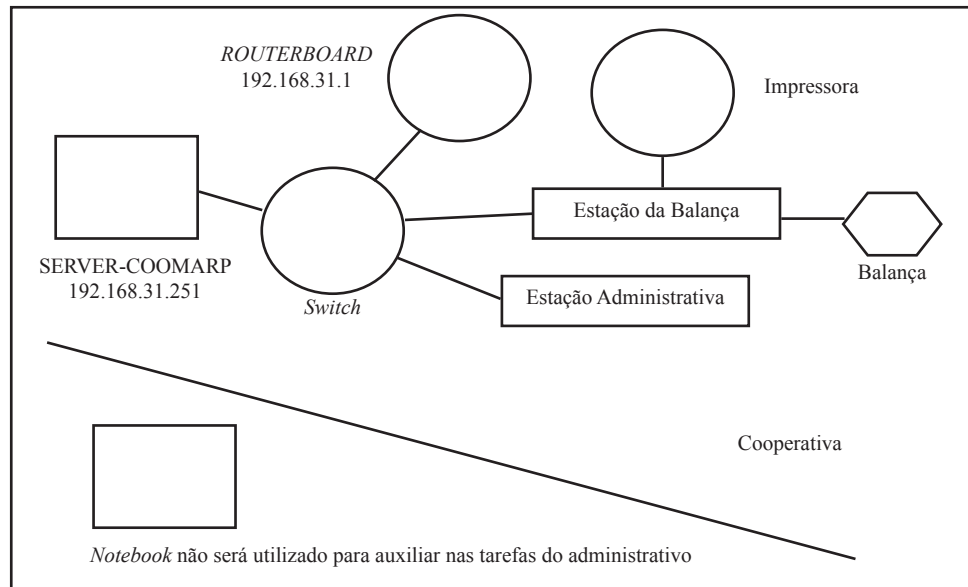 ROUTERBOARD
192.168.31.1
Impressora
Estação da Balança
SERVER-COOMARP
192.168.31.251
Switch
Balança
Estação Administrativa
Cooperativa
Notebook não será utilizado para auxiliar nas tarefas do administrativo